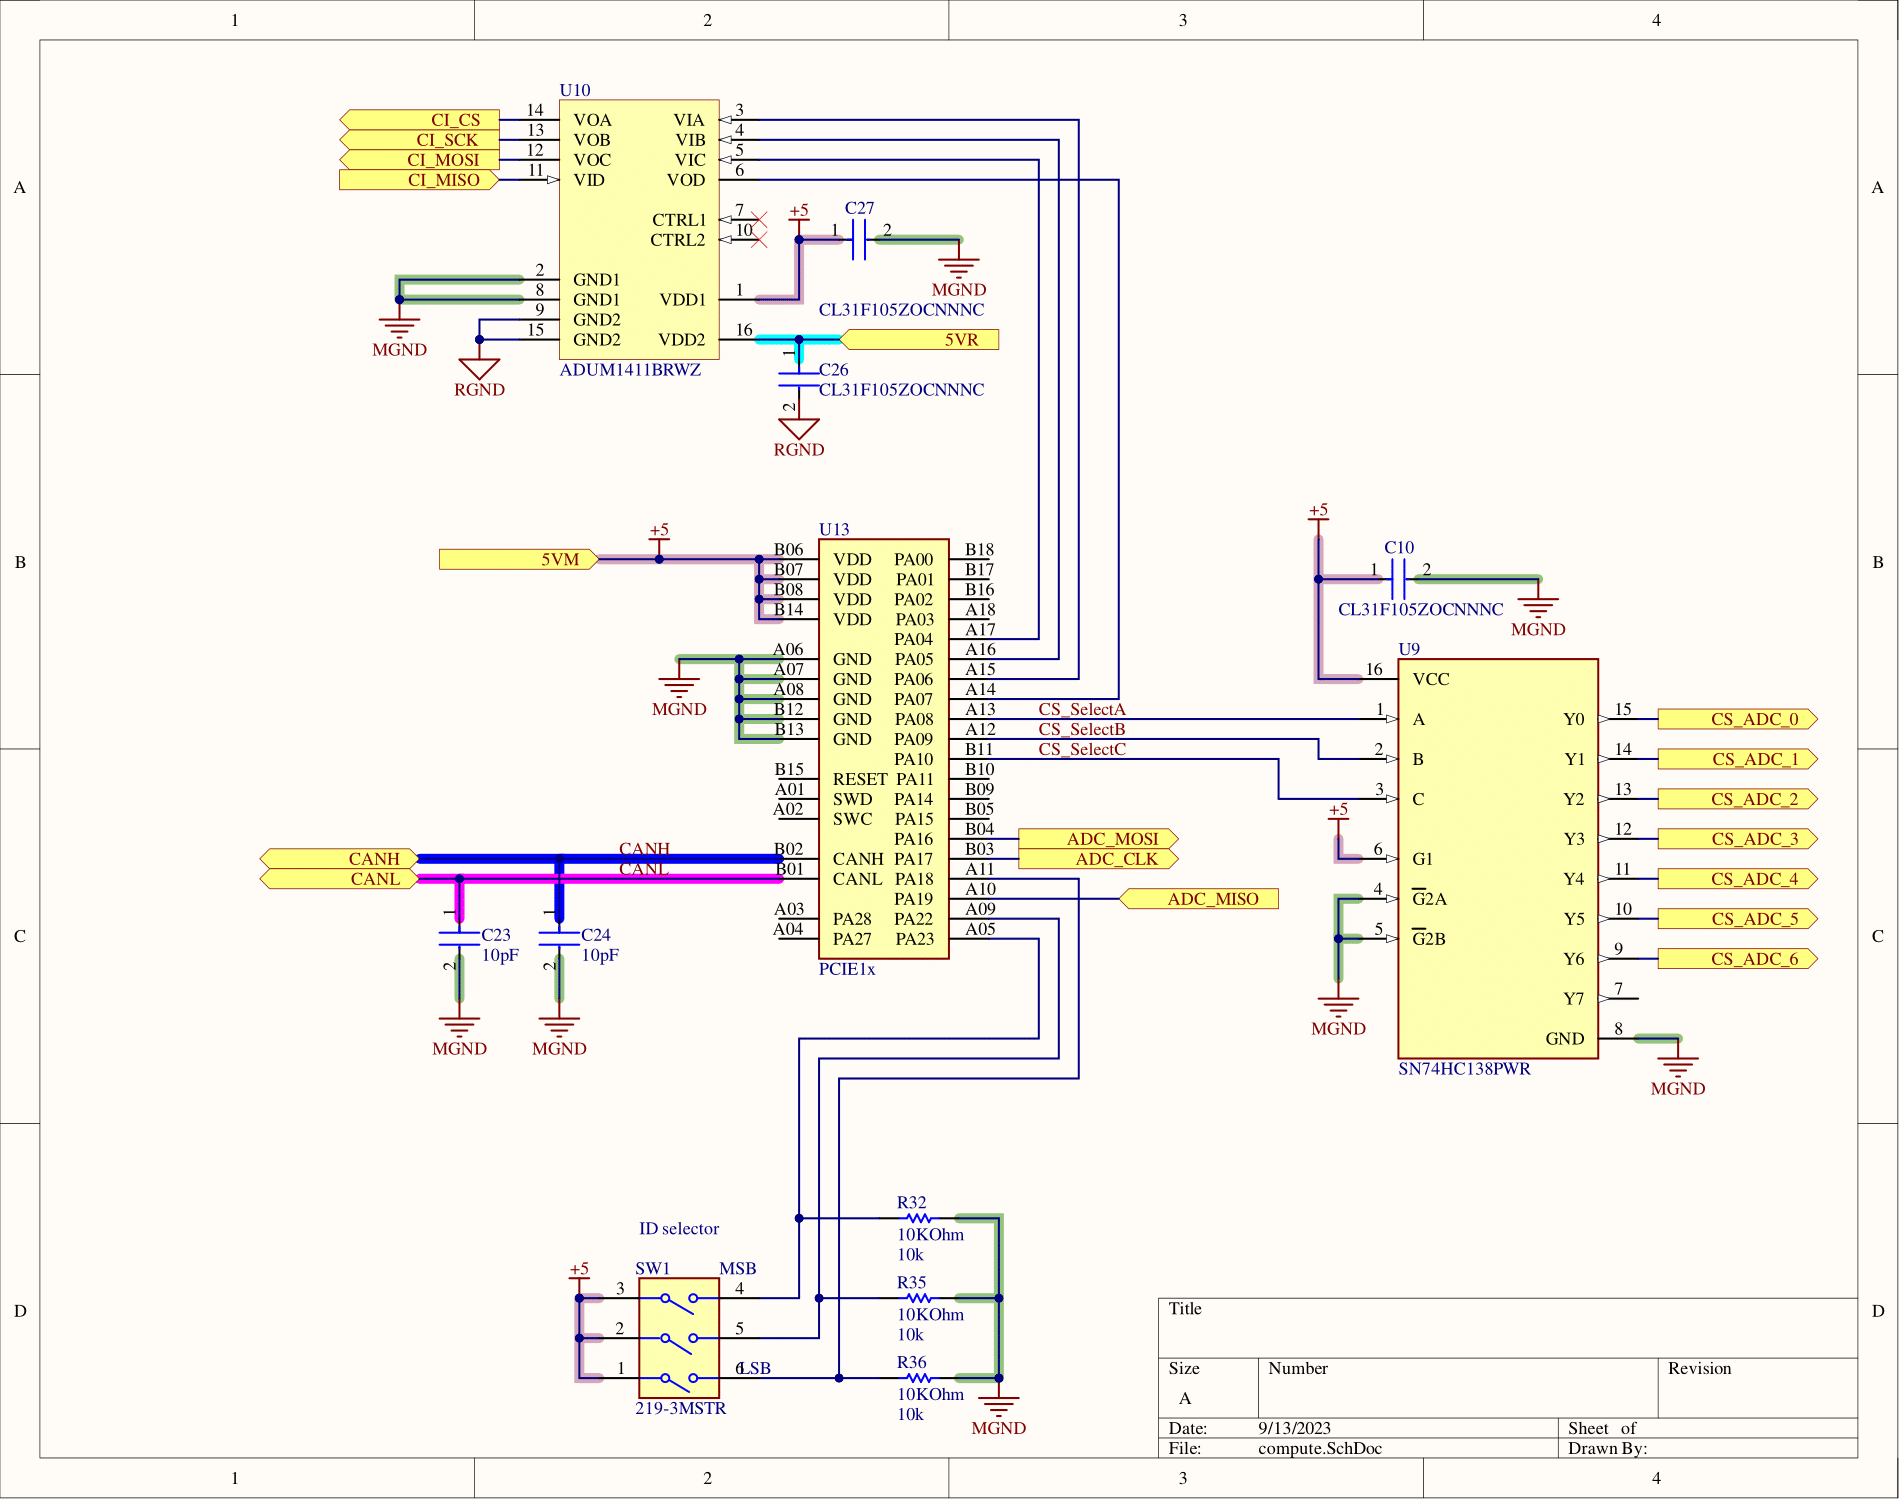 1 2 3 4
A
B
C
D
U10
CI_CS 14 VOA VIA 3
CI_SCK 13 VOB VIB 4
CI_MOSI 12 VOC VIC 5
CI_MISO 11 VID VOD 6
CTRL1 7
CTRL2 10
2 GND1
8 GND1 VDD1 1
9 GND2
15 GND2 VDD2 16
ADUM1411BRWZ
MGND
RGND
+5
C27
1 2
MGND
CL31F105ZOCNNNC
5VR
1
C26
CL31F105ZOCNNNC
2
RGND
5VM
+5
U13
B06 VDD PA00 B18
B07 VDD PA01 B17
B08 VDD PA02 B16
B14 VDD PA03 A18
PA04 A17
A06 GND PA05 A16
A07 GND PA06 A15
A08 GND PA07 A14
B12 GND PA08 A13 CS_SelectA
B13 GND PA09 A12 CS_SelectB
PA10 B11 CS_SelectC
B15 RESET PA11 B10
A01 SWD PA14 B09
A02 SWC PA15 B05
PA16 B04 ADC_MOSI
CANH CANH B02 CANH PA17 B03 ADC_CLK
CANL CANL B01 CANL PA18 A11
PA19 A10 ADC_MISO
A03 PA28 PA22 A09
A04 PA27 PA23 A05
PCIE1x
MGND
1 C23
10pF
2
MGND
1 C24
10pF
2
MGND
+5
C10
1 2
CL31F105ZOCNNNC
MGND
U9
16 VCC
1 A Y0 15 CS_ADC_0
2 B Y1 14 CS_ADC_1
3 C Y2 13 CS_ADC_2
+5
Y3 12 CS_ADC_3
6 G1
Y4 11 CS_ADC_4
4 G2A
Y5 10 CS_ADC_5
5 G2B
Y6 9 CS_ADC_6
Y7 7
GND 8
MGND
MGND
SN74HC138PWR
ID selector
+5
SW1 MSB
3 4
2 5
1 6 LSB
219-3MSTR
R32
10KOhm
10k
R35
10KOhm
10k
R36
10KOhm
10k
MGND
Title
Size Number Revision
A
Date: 9/13/2023 Sheet of
File: compute.SchDoc Drawn By:
A
B
C
D
1 2 3 4